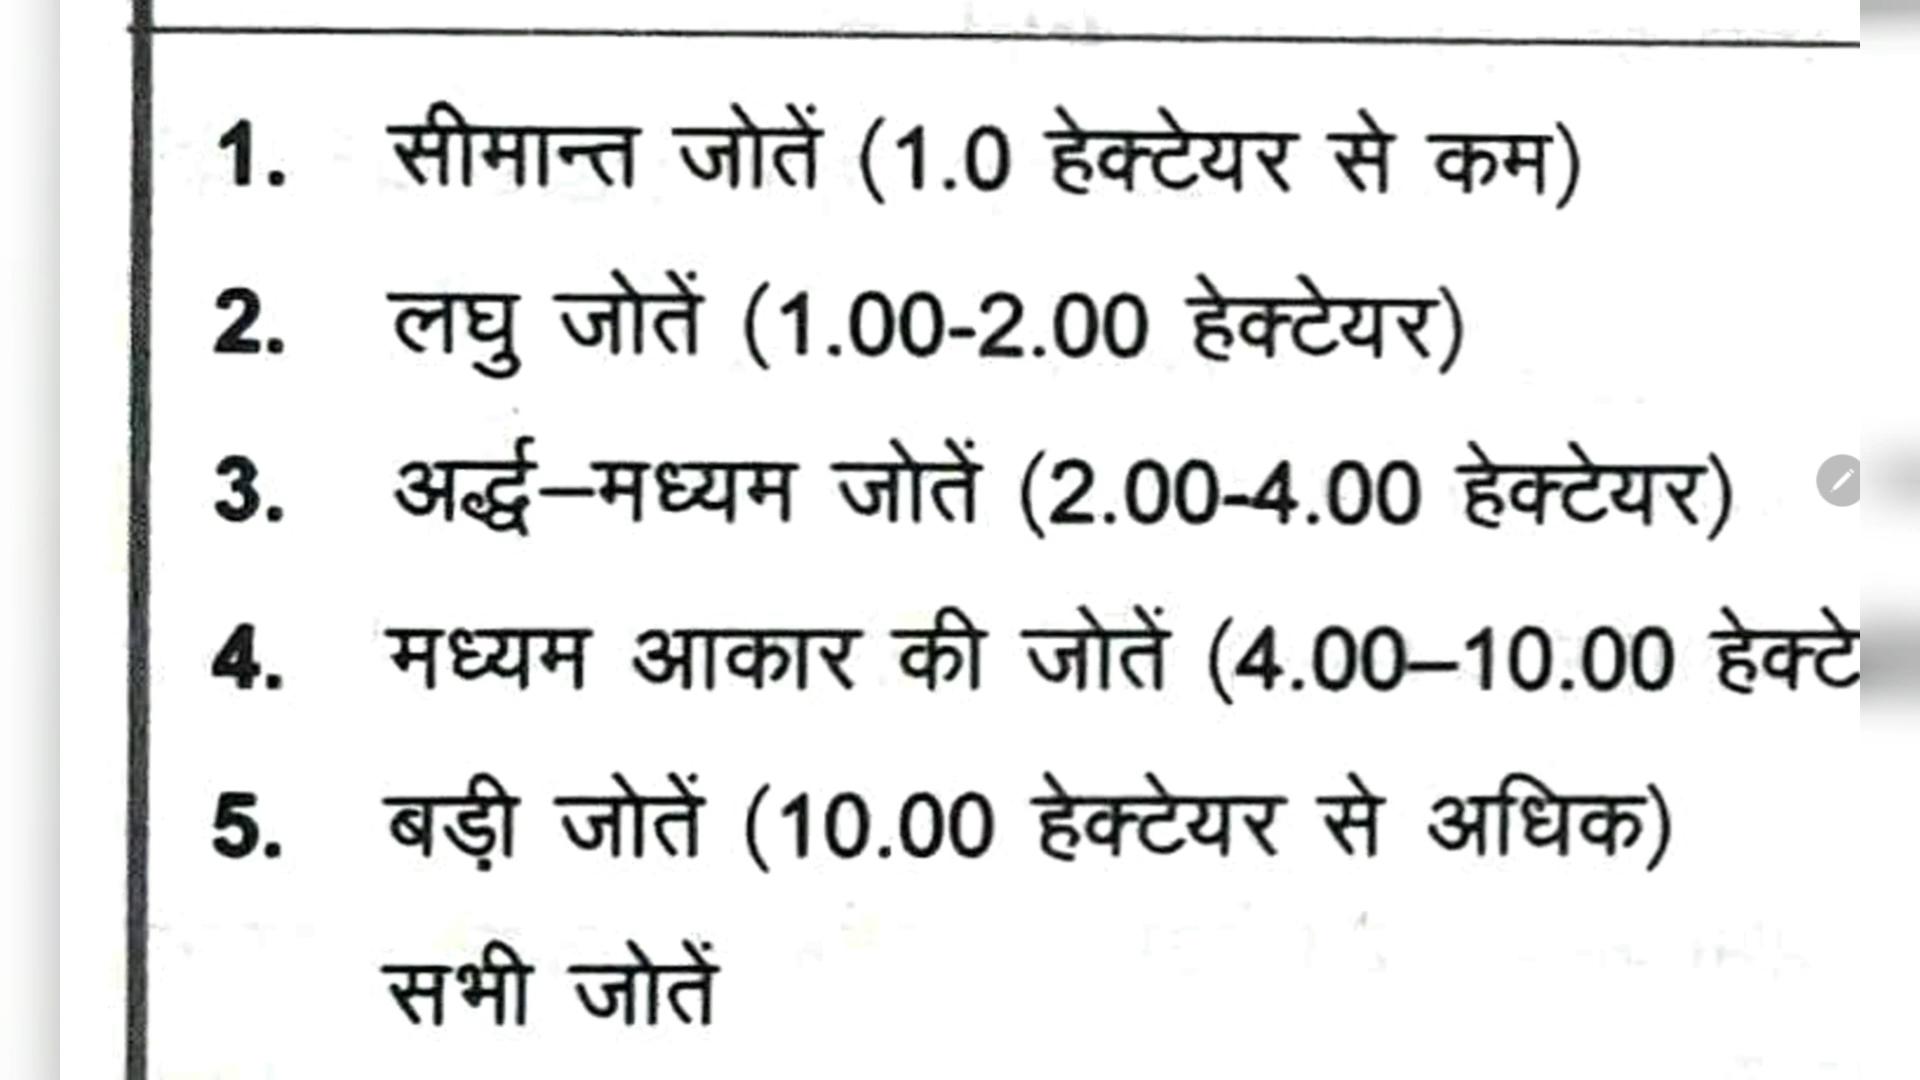 1. सीमान्त जोतें (1.0 हेक्टेयर से कम)
2. लघु जोतें (1.00-2.00 हेक्टेयर)
3. अर्द्ध–मध्यम जोतें (2.00-4.00 हेक्टेयर)
4. मध्यम आकार की जोतें (4.00–10.00 हेक्टे
5. बड़ी जोतें (10.00 हेक्टेयर से अधिक)
सभी जोतें